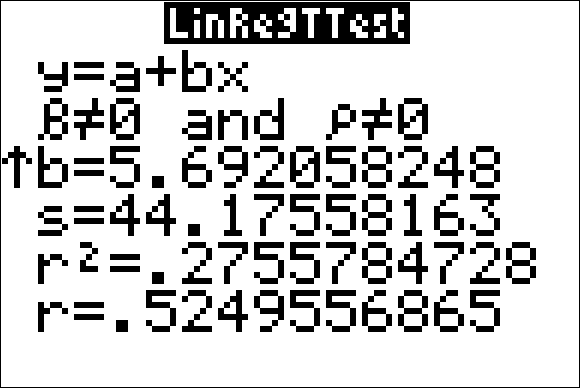 LinRegTTest
y=a+bx
β≠0 and ρ≠0
↑b=5.692058248
s=44.17558163
r²=.2755784728
r=.5249556865